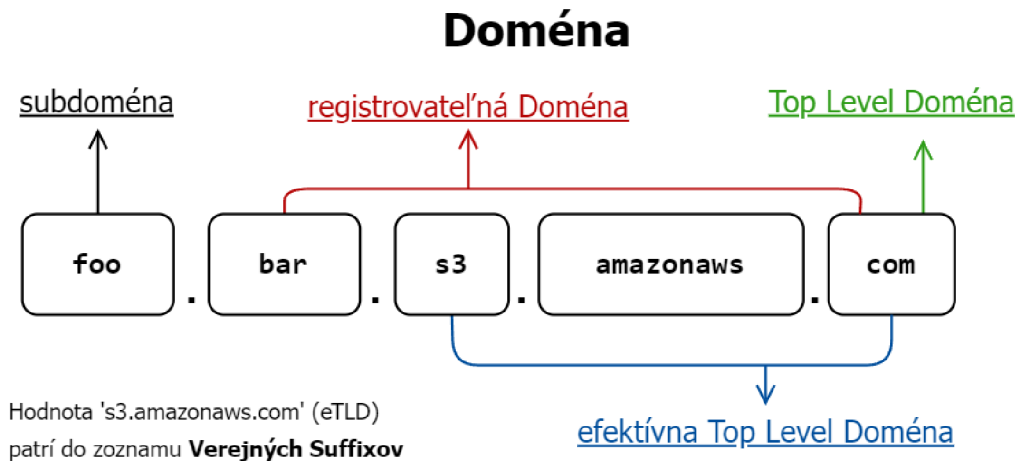 Doména
subdoména
registrovateľná Doména
Top Level Doména
foo . bar . s3 . amazonaws . com
Hodnota 's3.amazonaws.com' (eTLD)
patrí do zoznamu Verejných Suffixov
efektívna Top Level Doména